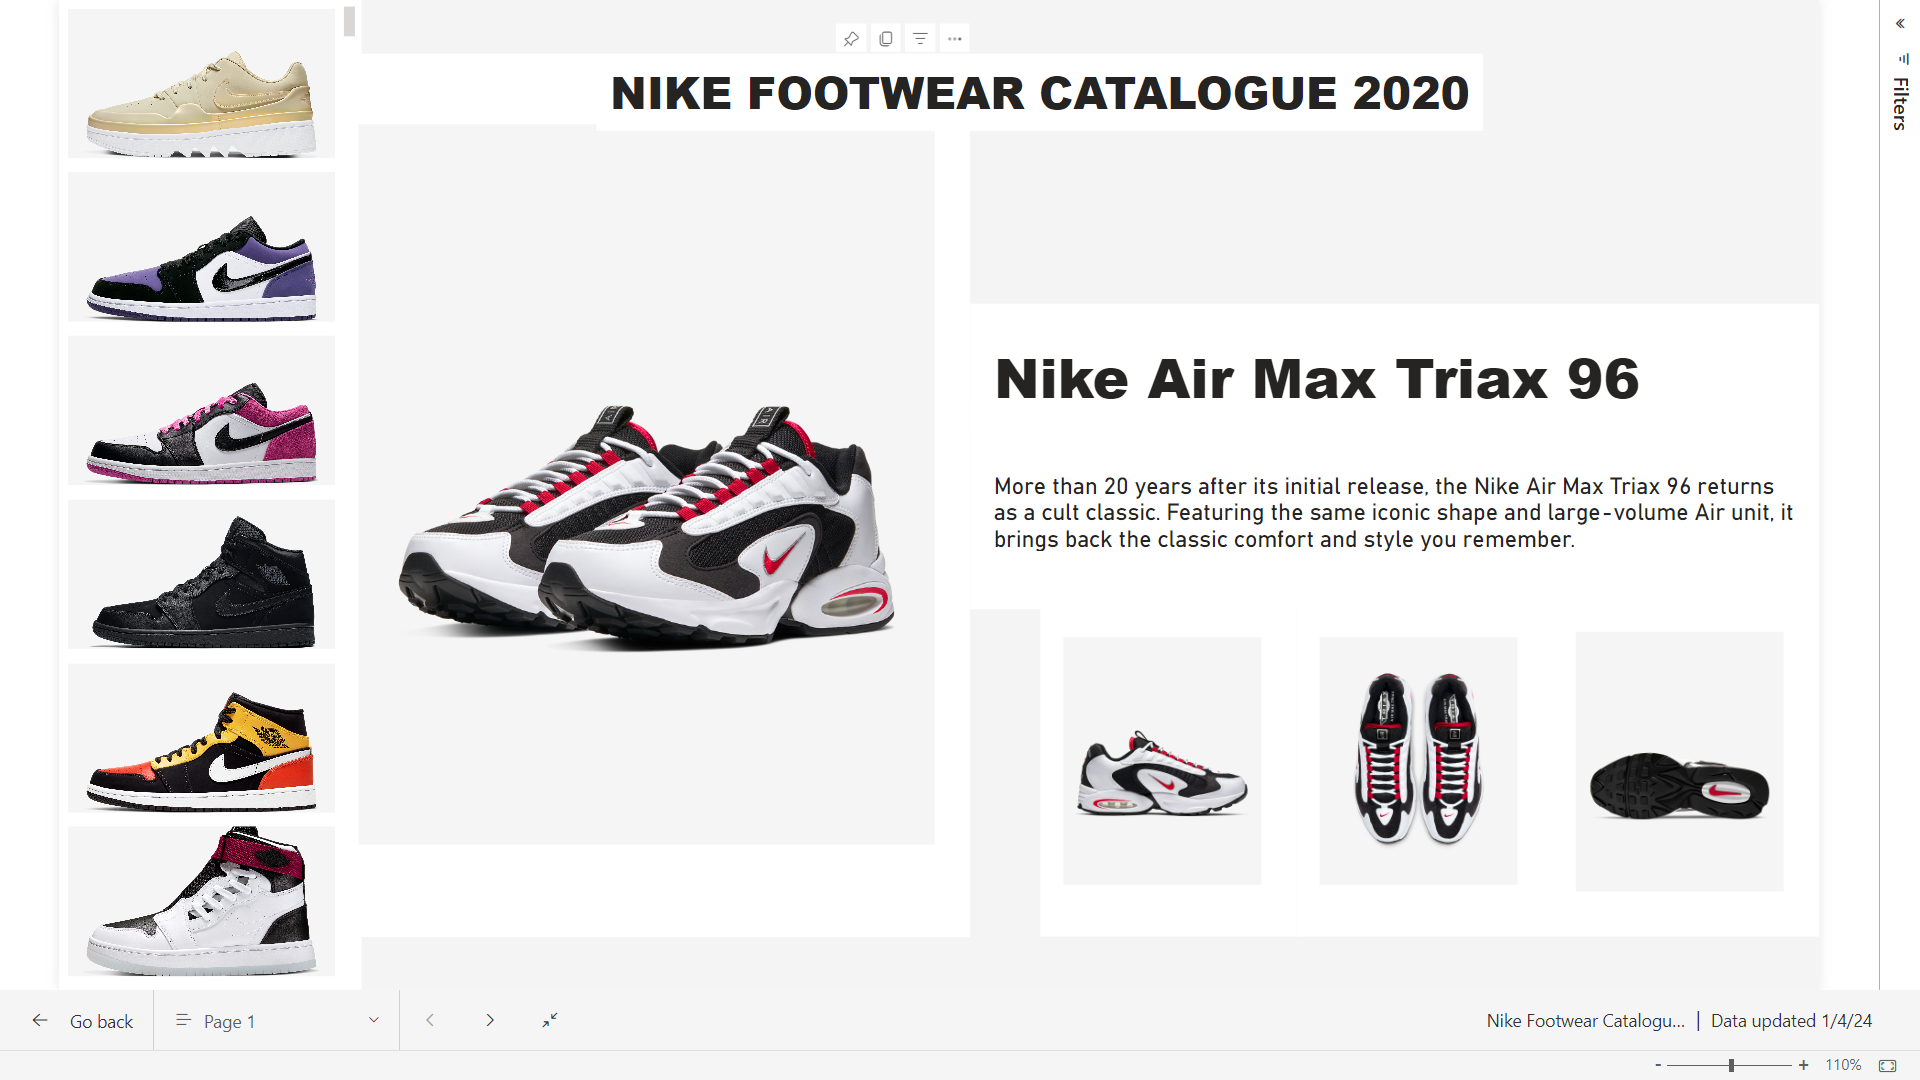 NIKE FOOTWEAR CATALOGUE 2020
Filters
Nike Air Max Triax 96
More than 20 years after its initial release, the Nike Air Max Triax 96 returns
as a cult classic. Featuring the same iconic shape and large-volume Air unit, it
brings back the classic comfort and style you remember.
Go back
Page 1
Nike Footwear Catalogu... | Data updated 1/4/24
- + 110%